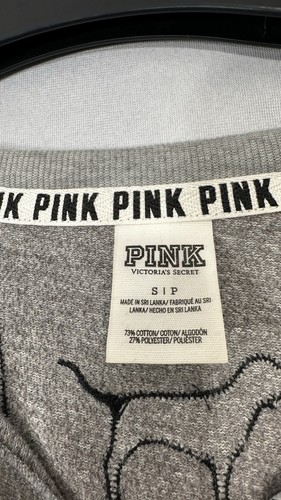 PINK PINK PINK
PINK
VICTORIA'S SECRET
S|P
MADE IN SRI LANKA/ FABRIQUÉ AU SRI
LANKA/ HECHO EN SRI LANKA
73% COTTON/ COTON/ ALGODÓN
27% POLYESTER/ POLIÉSTER